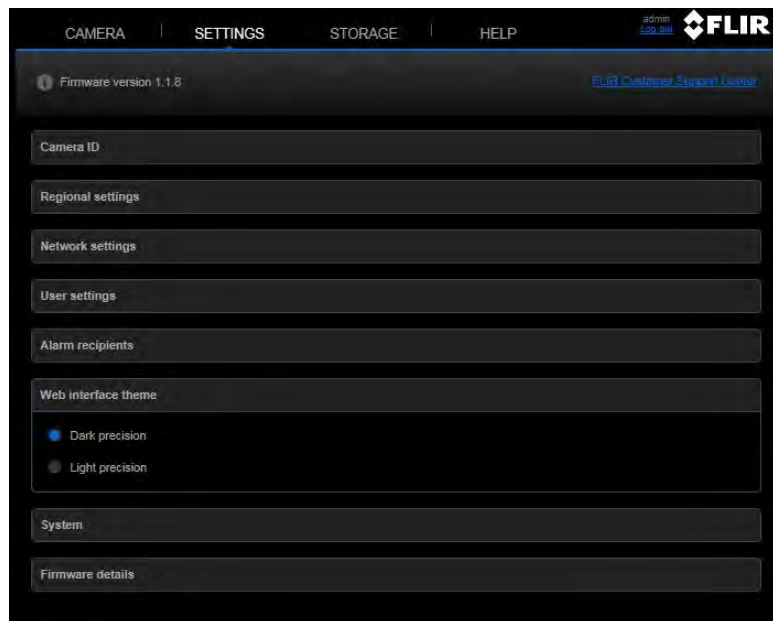 CAMERA SETTINGS STORAGE HELP admin
Log out
FLIR
Firmware version 1.1.8 FLIR Customer Support Center
Camera ID
Regional settings
Network settings
User settings
Alarm recipients
Web interface theme
Dark precision
Light precision
System
Firmware details